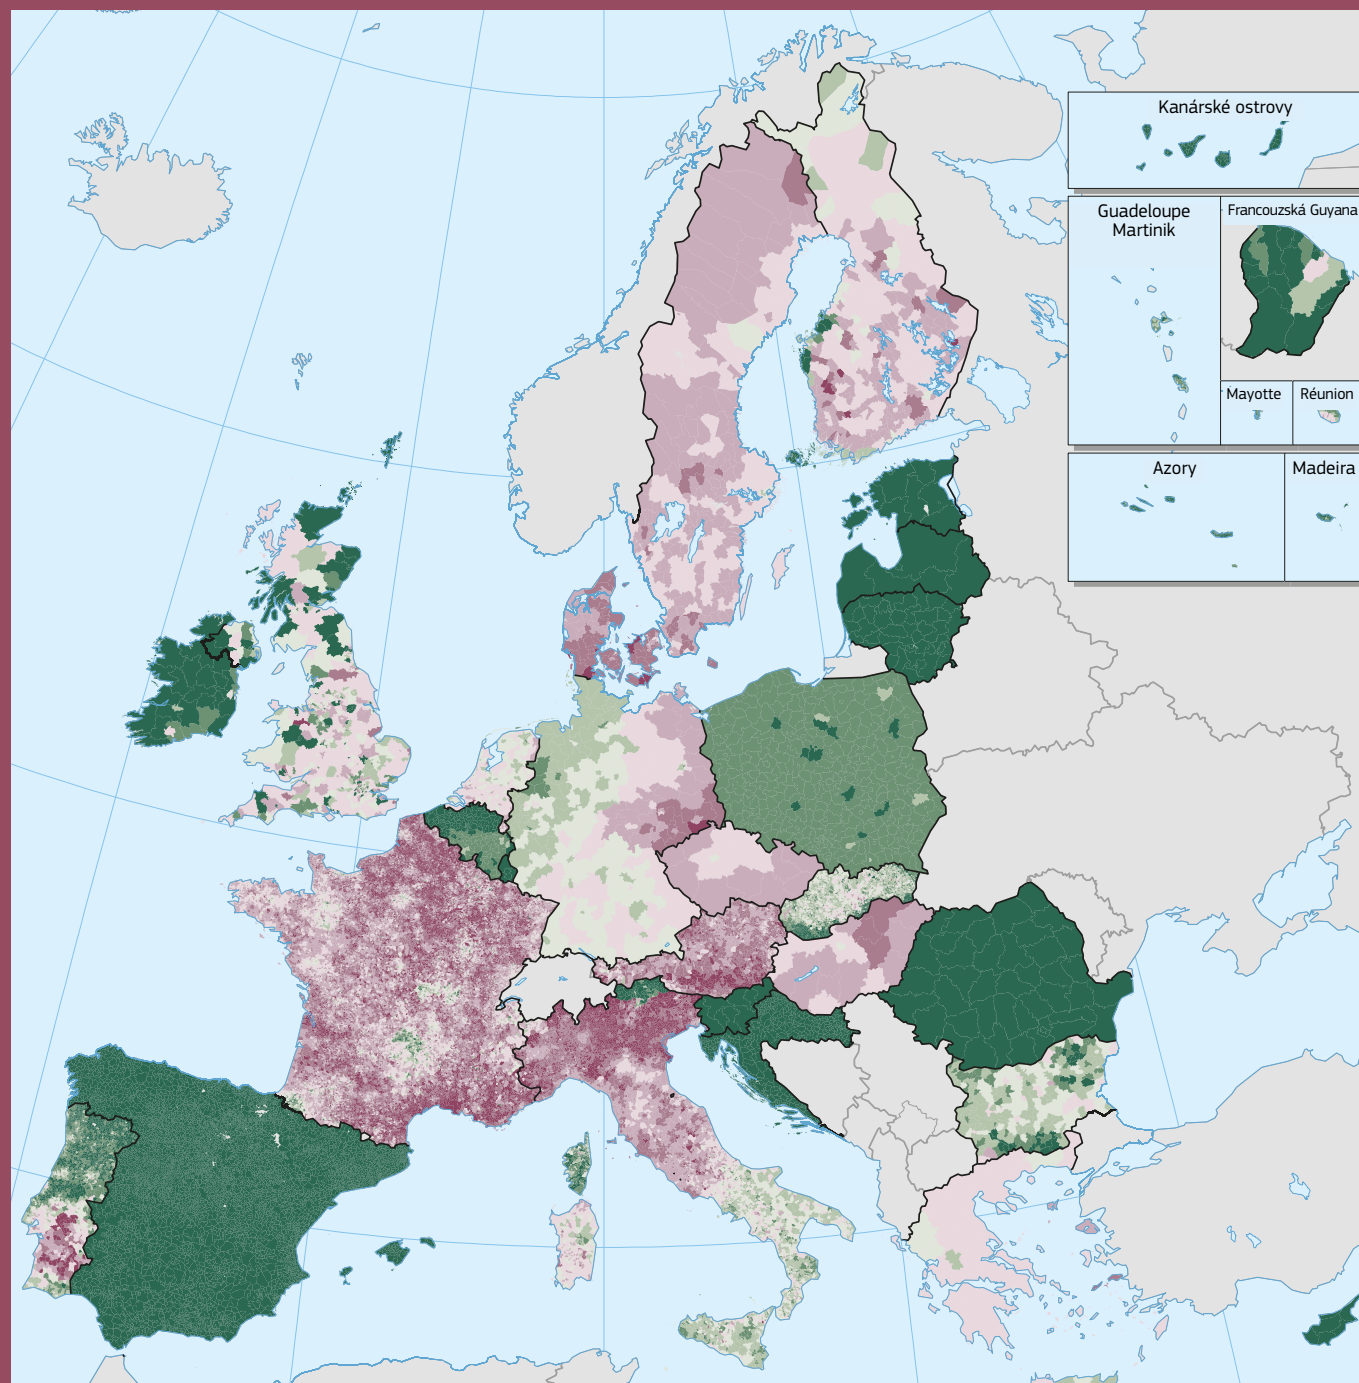 Kanárské ostrovy
Guadeloupe
Martinik
Francouzská Guyana
Mayotte
Réunion
Azory
Madeira